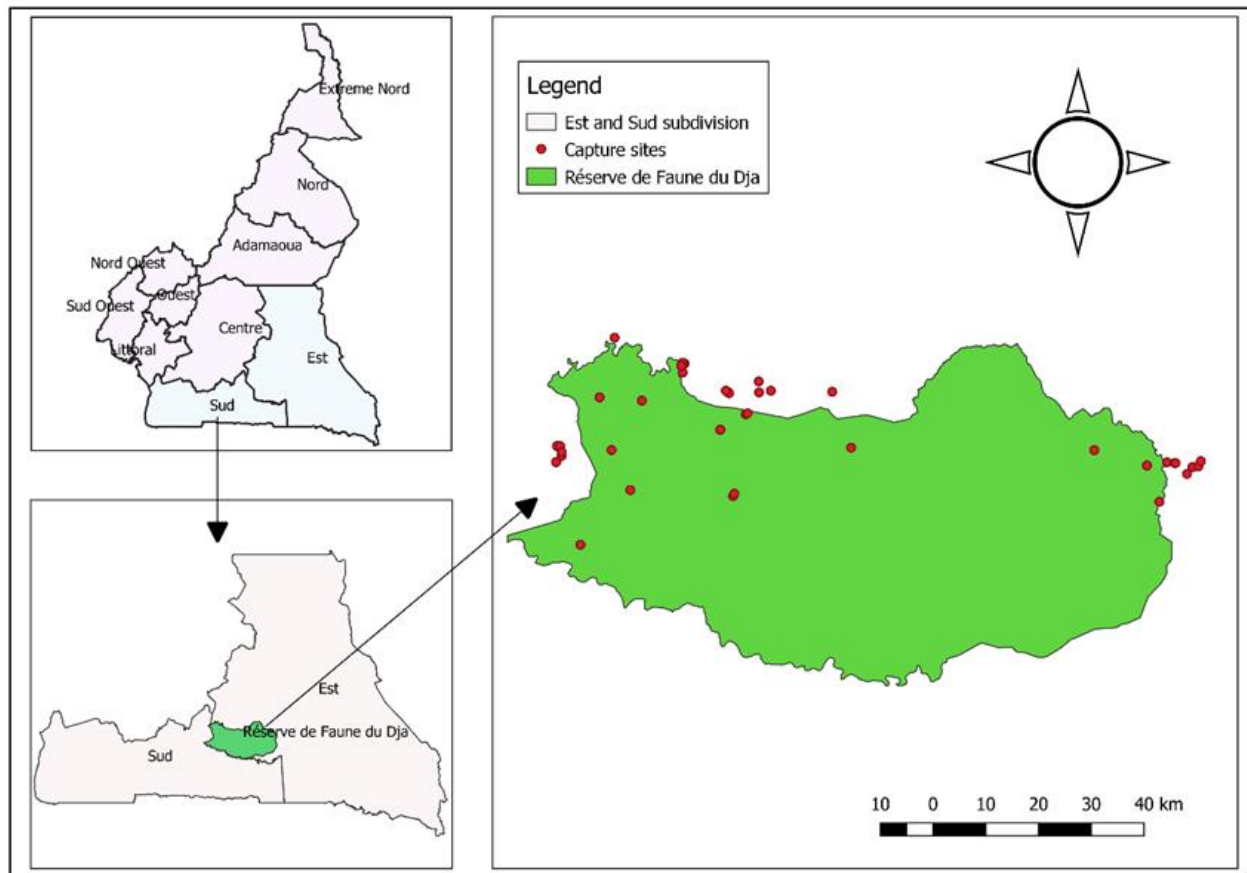 Extreme Nord
Nord
Adamaoua
Nord Ouest
Ouest
Sud Ouest
Centre
Littoral
Est
Sud
Est
Réserve de Faune du Dja
Sud
Legend
Est and Sud subdivision
Capture sites
Réserve de Faune du Dja
10 0 10 20 30 40 km